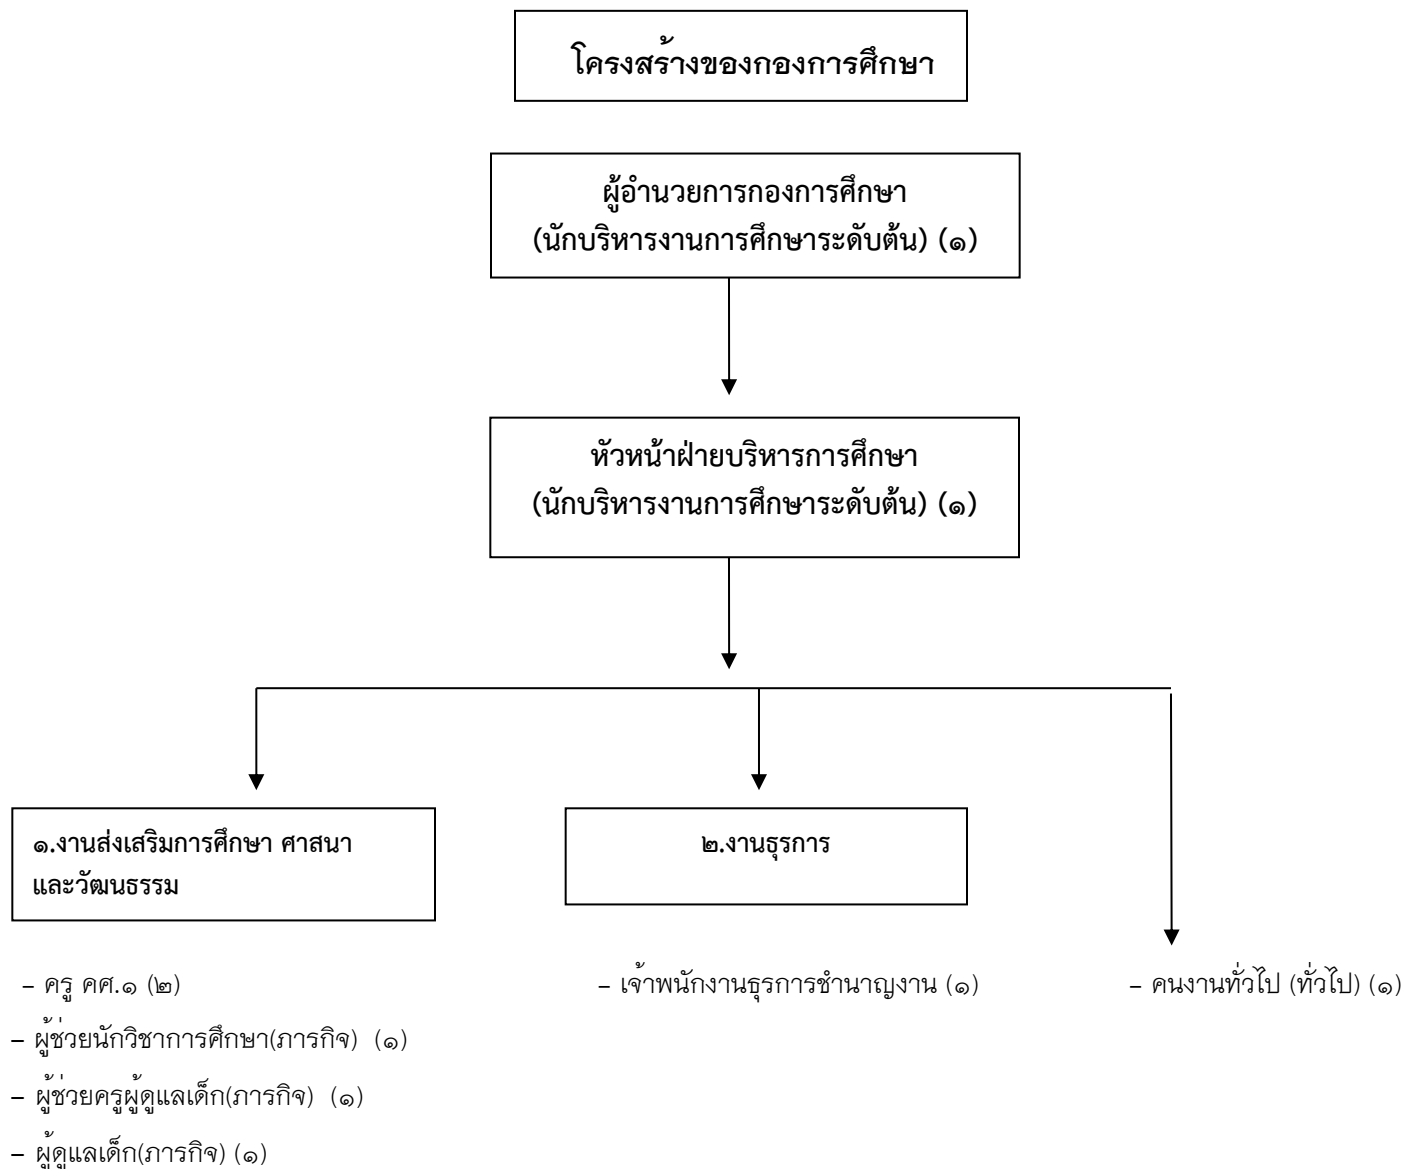 โครงสร้างของกองการศึกษา
ผู้อำนวยการกองการศึกษา
(นักบริหารงานการศึกษาระดับต้น) (๑)
หัวหน้าฝ่ายบริหารการศึกษา
(นักบริหารงานการศึกษาระดับต้น) (๑)
๑.งานส่งเสริมการศึกษา ศาสนา
และวัฒนธรรม
๒.งานธุรการ
– ครู คศ.๑ (๒)
– ผู้ช่วยนักวิชาการศึกษา(ภารกิจ) (๑)
– ผู้ช่วยครูผู้ดูแลเด็ก(ภารกิจ) (๑)
– ผู้ดูแลเด็ก(ภารกิจ) (๑)
– เจ้าพนักงานธุรการชำนาญงาน (๑)
– คนงานทั่วไป (ทั่วไป) (๑)